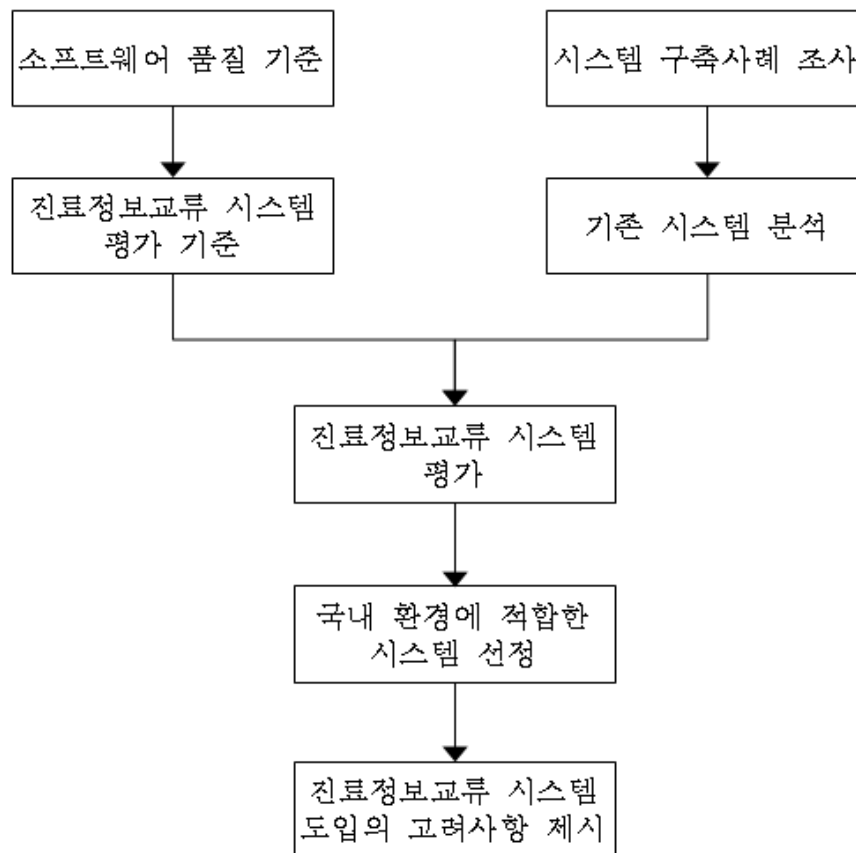 소프트웨어 품질 기준
시스템 구축사례 조사
진료정보교류 시스템
평가 기준
기존 시스템 분석
진료정보교류 시스템
평가
국내 환경에 적합한
시스템 선정
진료정보교류 시스템
도입의 고려사항 제시